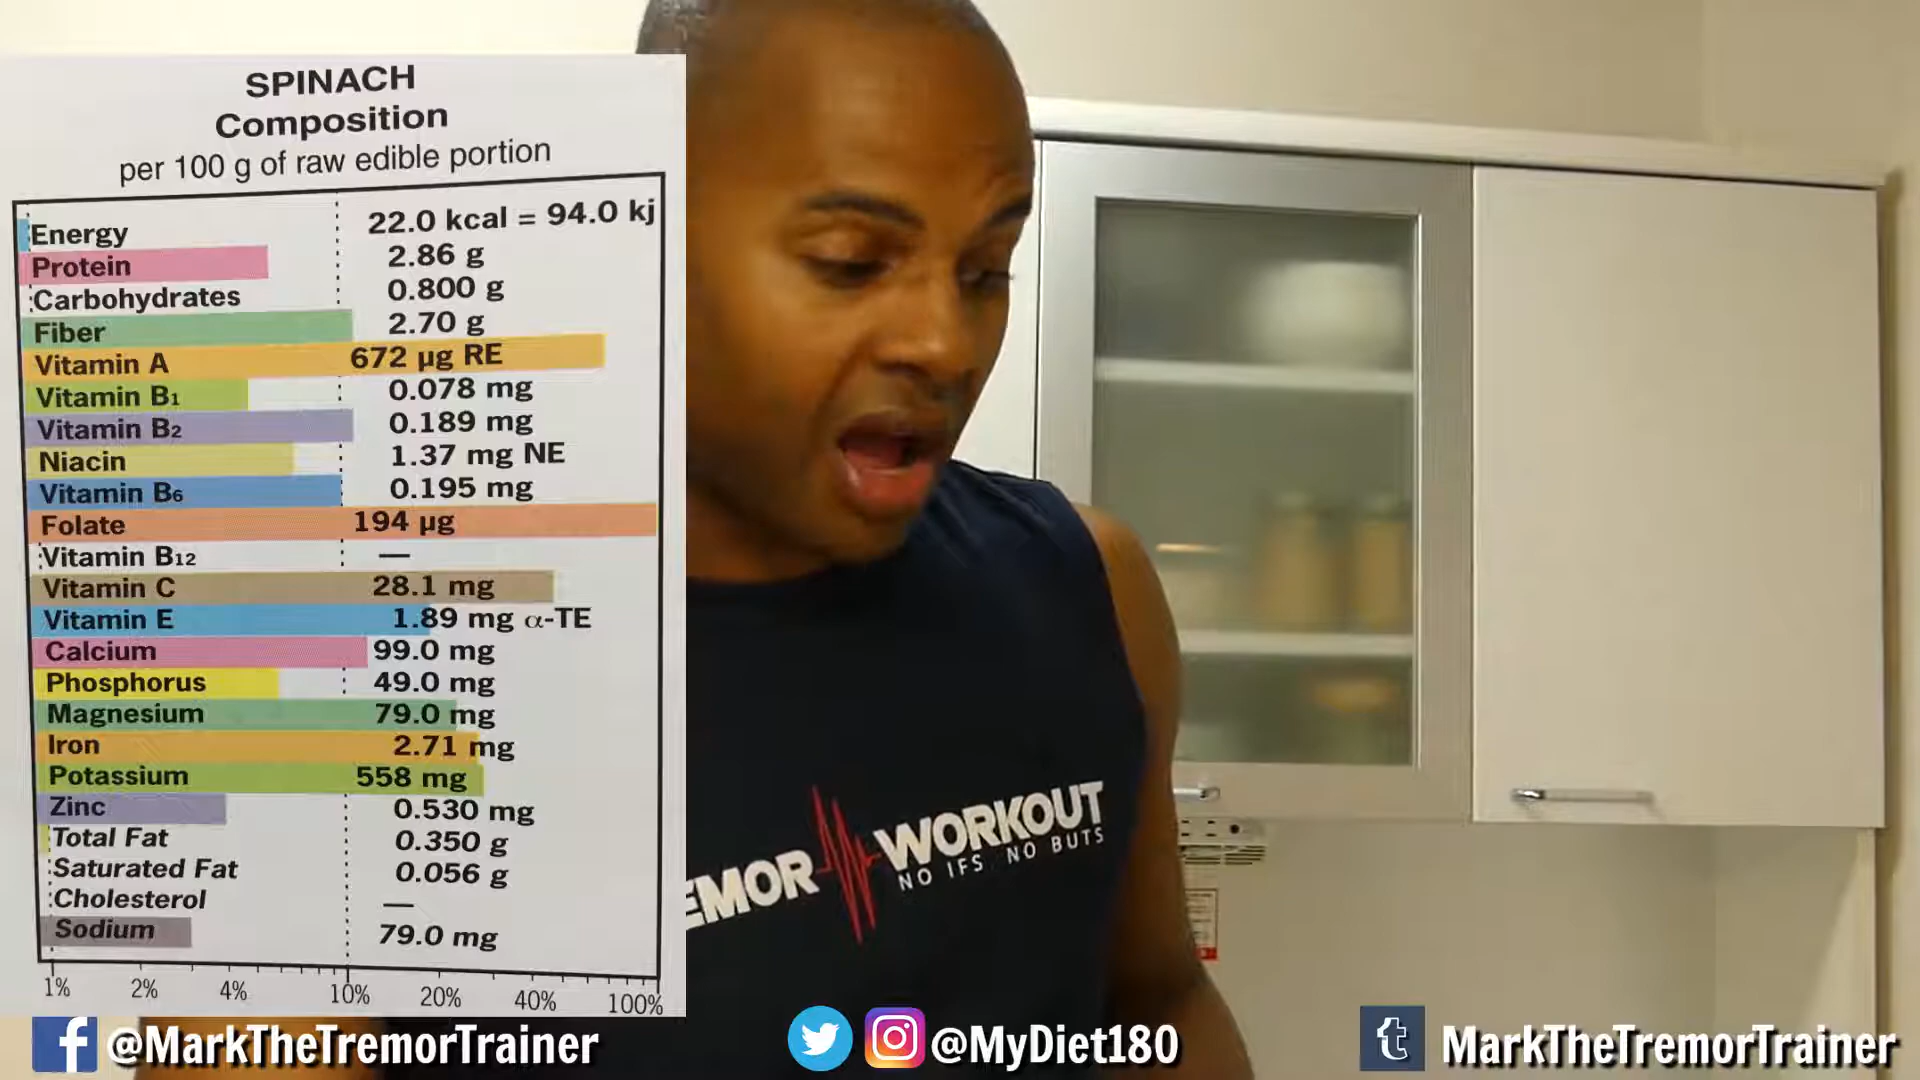 SPINACH
Composition
per 100 g of raw edible portion
Energy 22.0 kcal = 94.0 kj
Protein 2.86 g
Carbohydrates 0.800 g
Fiber 2.70 g
Vitamin A 672 µg RE
Vitamin B1 0.078 mg
Vitamin B2 0.189 mg
Niacin 1.37 mg NE
Vitamin B6 0.195 mg
Folate 194 µg
Vitamin B12 —
Vitamin C 28.1 mg
Vitamin E 1.89 mg α-TE
Calcium 99.0 mg
Phosphorus 49.0 mg
Magnesium 79.0 mg
Iron 2.71 mg
Potassium 558 mg
Zinc 0.530 mg
Total Fat 0.350 g
Saturated Fat 0.056 g
Cholesterol —
Sodium 79.0 mg
1% 2% 4% 10% 20% 40% 100%
EMOR WORKOUT
NO IFS NO BUTS
@MarkTheTremorTrainer
@MyDiet180
MarkTheTremorTrainer